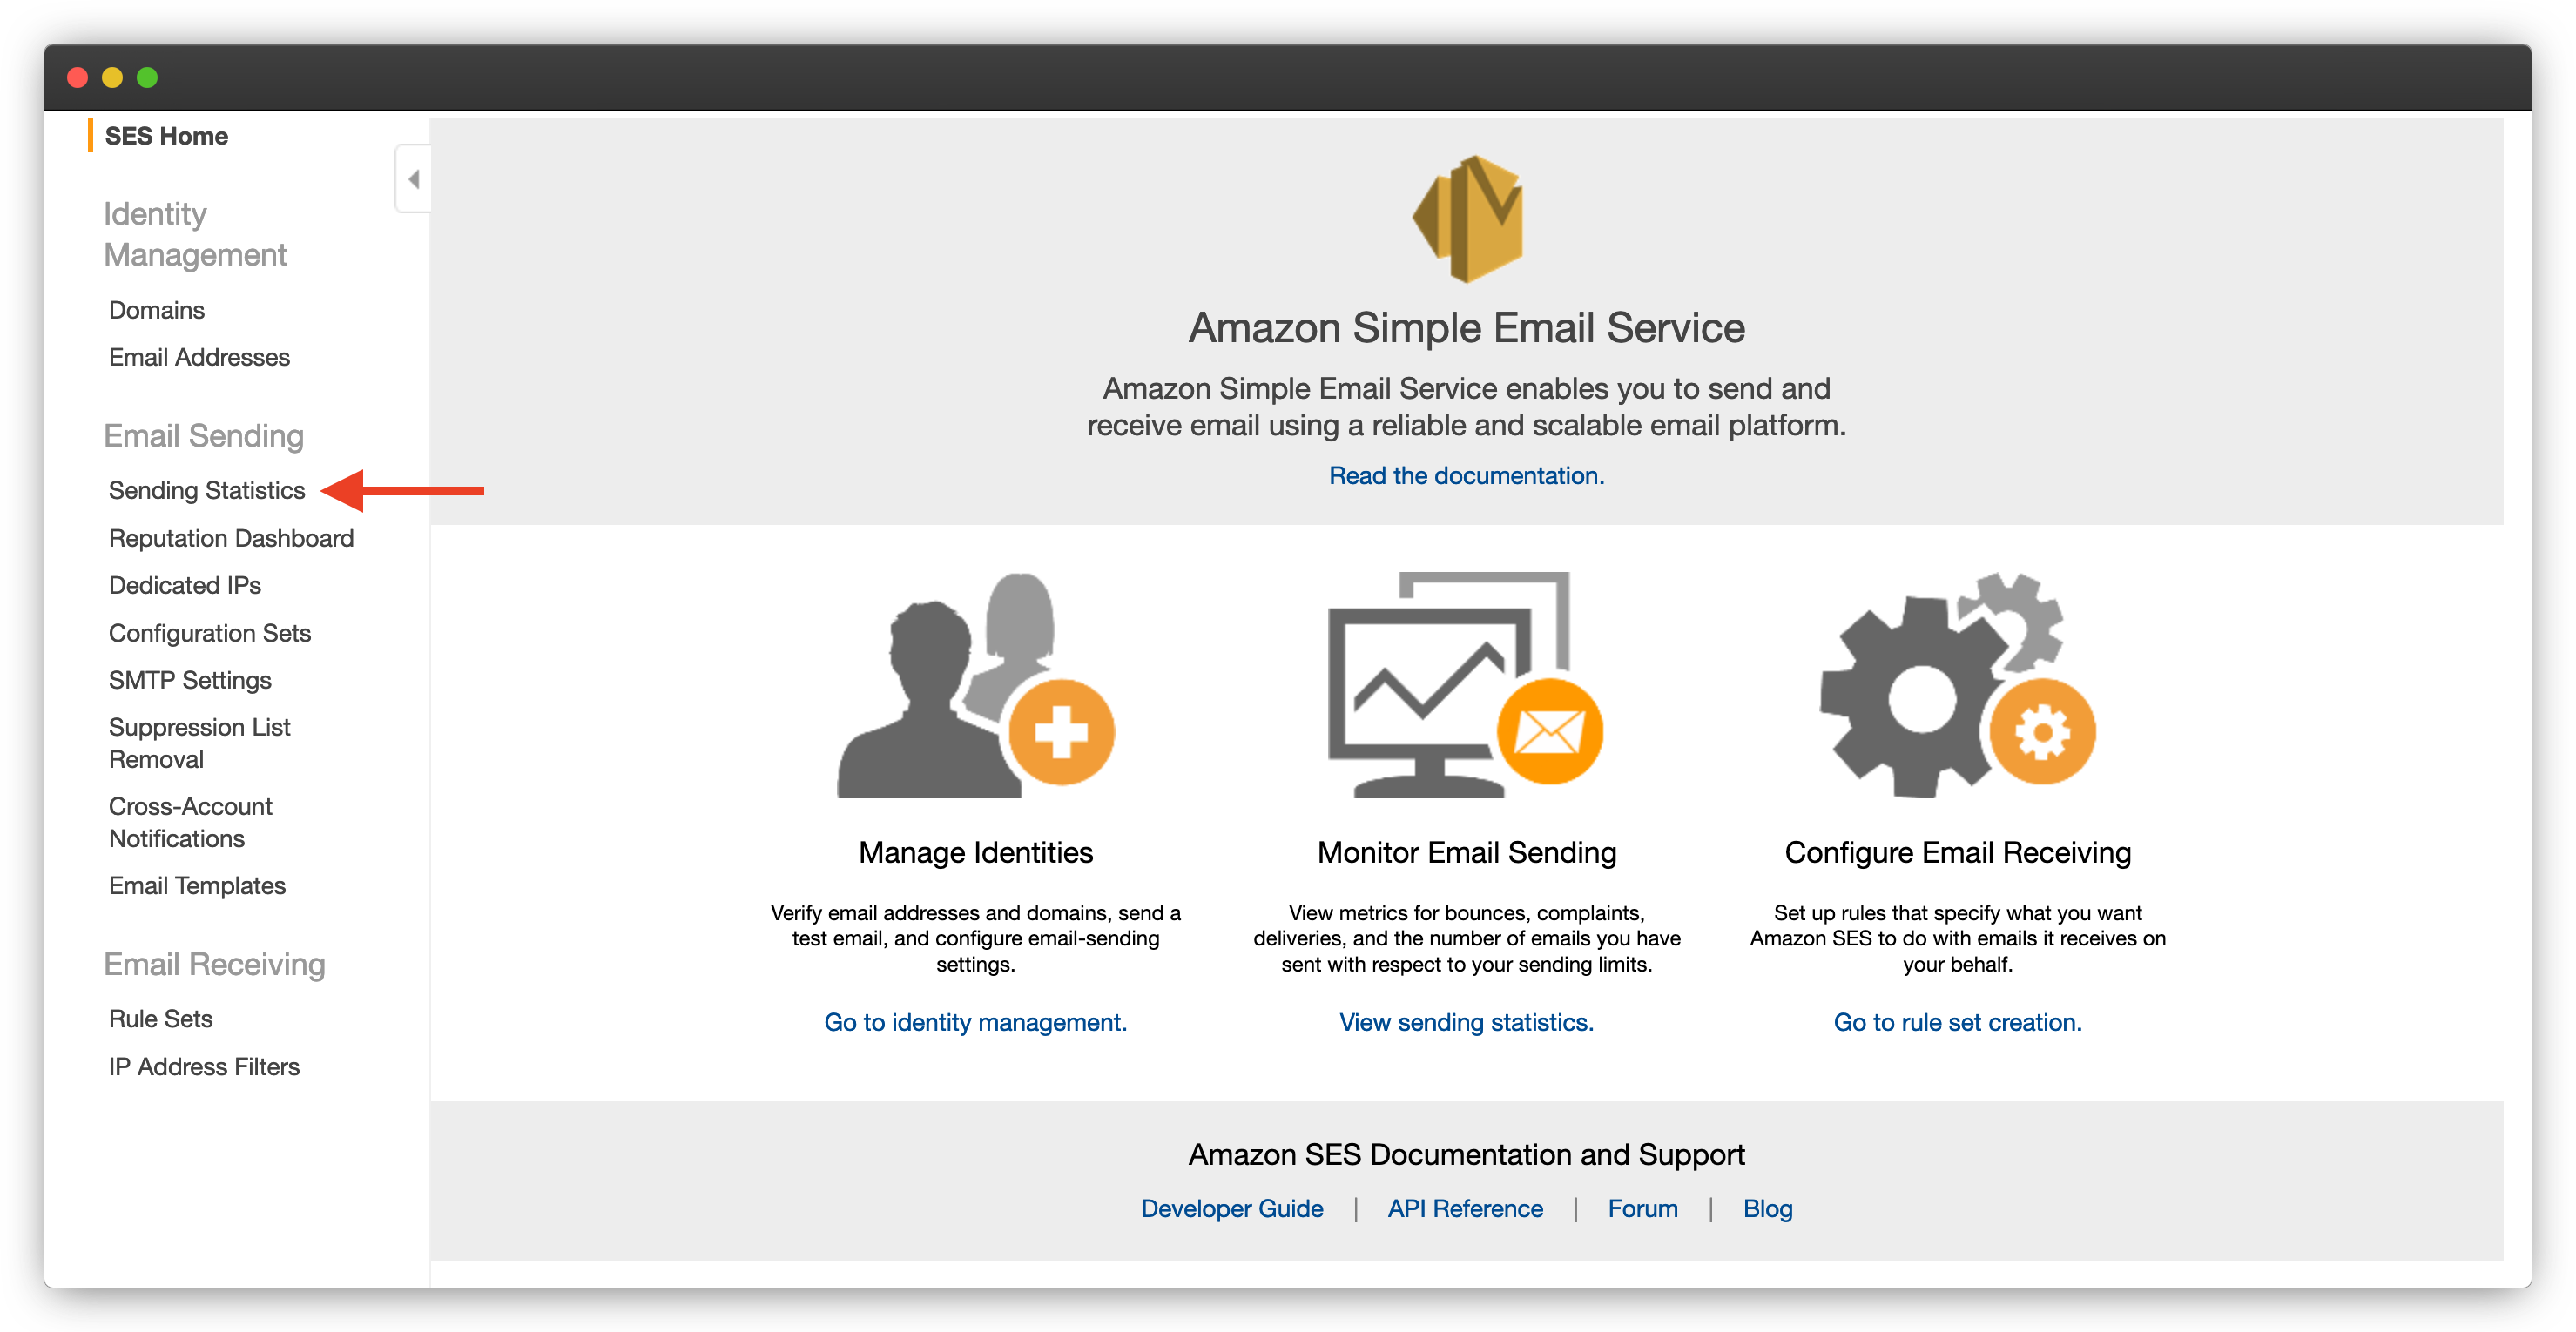 SES Home
Identity
Management
Domains
Email Addresses
Email Sending
Sending Statistics
Reputation Dashboard
Dedicated IPs
Configuration Sets
SMTP Settings
Suppression List
Removal
Cross-Account
Notifications
Email Templates
Email Receiving
Rule Sets
IP Address Filters
Amazon Simple Email Service
Amazon Simple Email Service enables you to send and
receive email using a reliable and scalable email platform.
Read the documentation.
Manage Identities
Verify email addresses and domains, send a
test email, and configure email-sending
settings.
Go to identity management.
Monitor Email Sending
View metrics for bounces, complaints,
deliveries, and the number of emails you have
sent with respect to your sending limits.
View sending statistics.
Configure Email Receiving
Set up rules that specify what you want
Amazon SES to do with emails it receives on
your behalf.
Go to rule set creation.
Amazon SES Documentation and Support
Developer Guide | API Reference | Forum | Blog